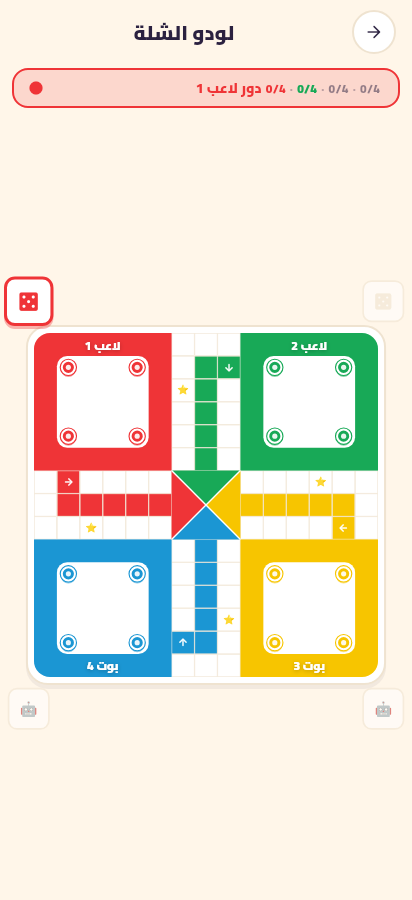 لودو الشلة
دور لاعب 1 0/4 · 0/4 · 0/4 · 0/4
لاعب 1
لاعب 2
بوت 4
بوت 3